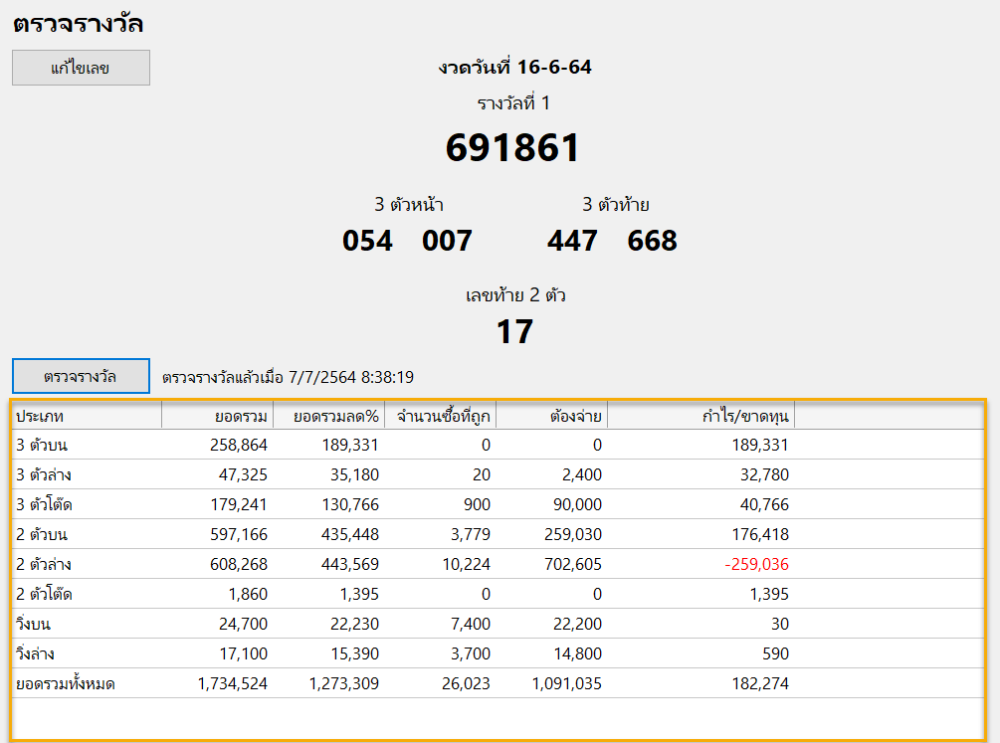 ตรวจรางวัล
แก้ไขเลข
งวดวันที่ 16-6-64
รางวัลที่ 1
691861
3 ตัวหน้า 3 ตัวท้าย
054 007 447 668
เลขท้าย 2 ตัว
17
ตรวจรางวัล ตรวจรางวัลแล้วเมื่อ 7/7/2564 8:38:19
ประเภท ยอดรวม ยอดรวมลด% จำนวนซื้อที่ถูก ต้องจ่าย กำไร/ขาดทุน
3 ตัวบน 258,864 189,331 0 0 189,331
3 ตัวล่าง 47,325 35,180 20 2,400 32,780
3 ตัวโต๊ด 179,241 130,766 900 90,000 40,766
2 ตัวบน 597,166 435,448 3,779 259,030 176,418
2 ตัวล่าง 608,268 443,569 10,224 702,605 -259,036
2 ตัวโต๊ด 1,860 1,395 0 0 1,395
วิ่งบน 24,700 22,230 7,400 22,200 30
วิ่งล่าง 17,100 15,390 3,700 14,800 590
ยอดรวมทั้งหมด 1,734,524 1,273,309 26,023 1,091,035 182,274